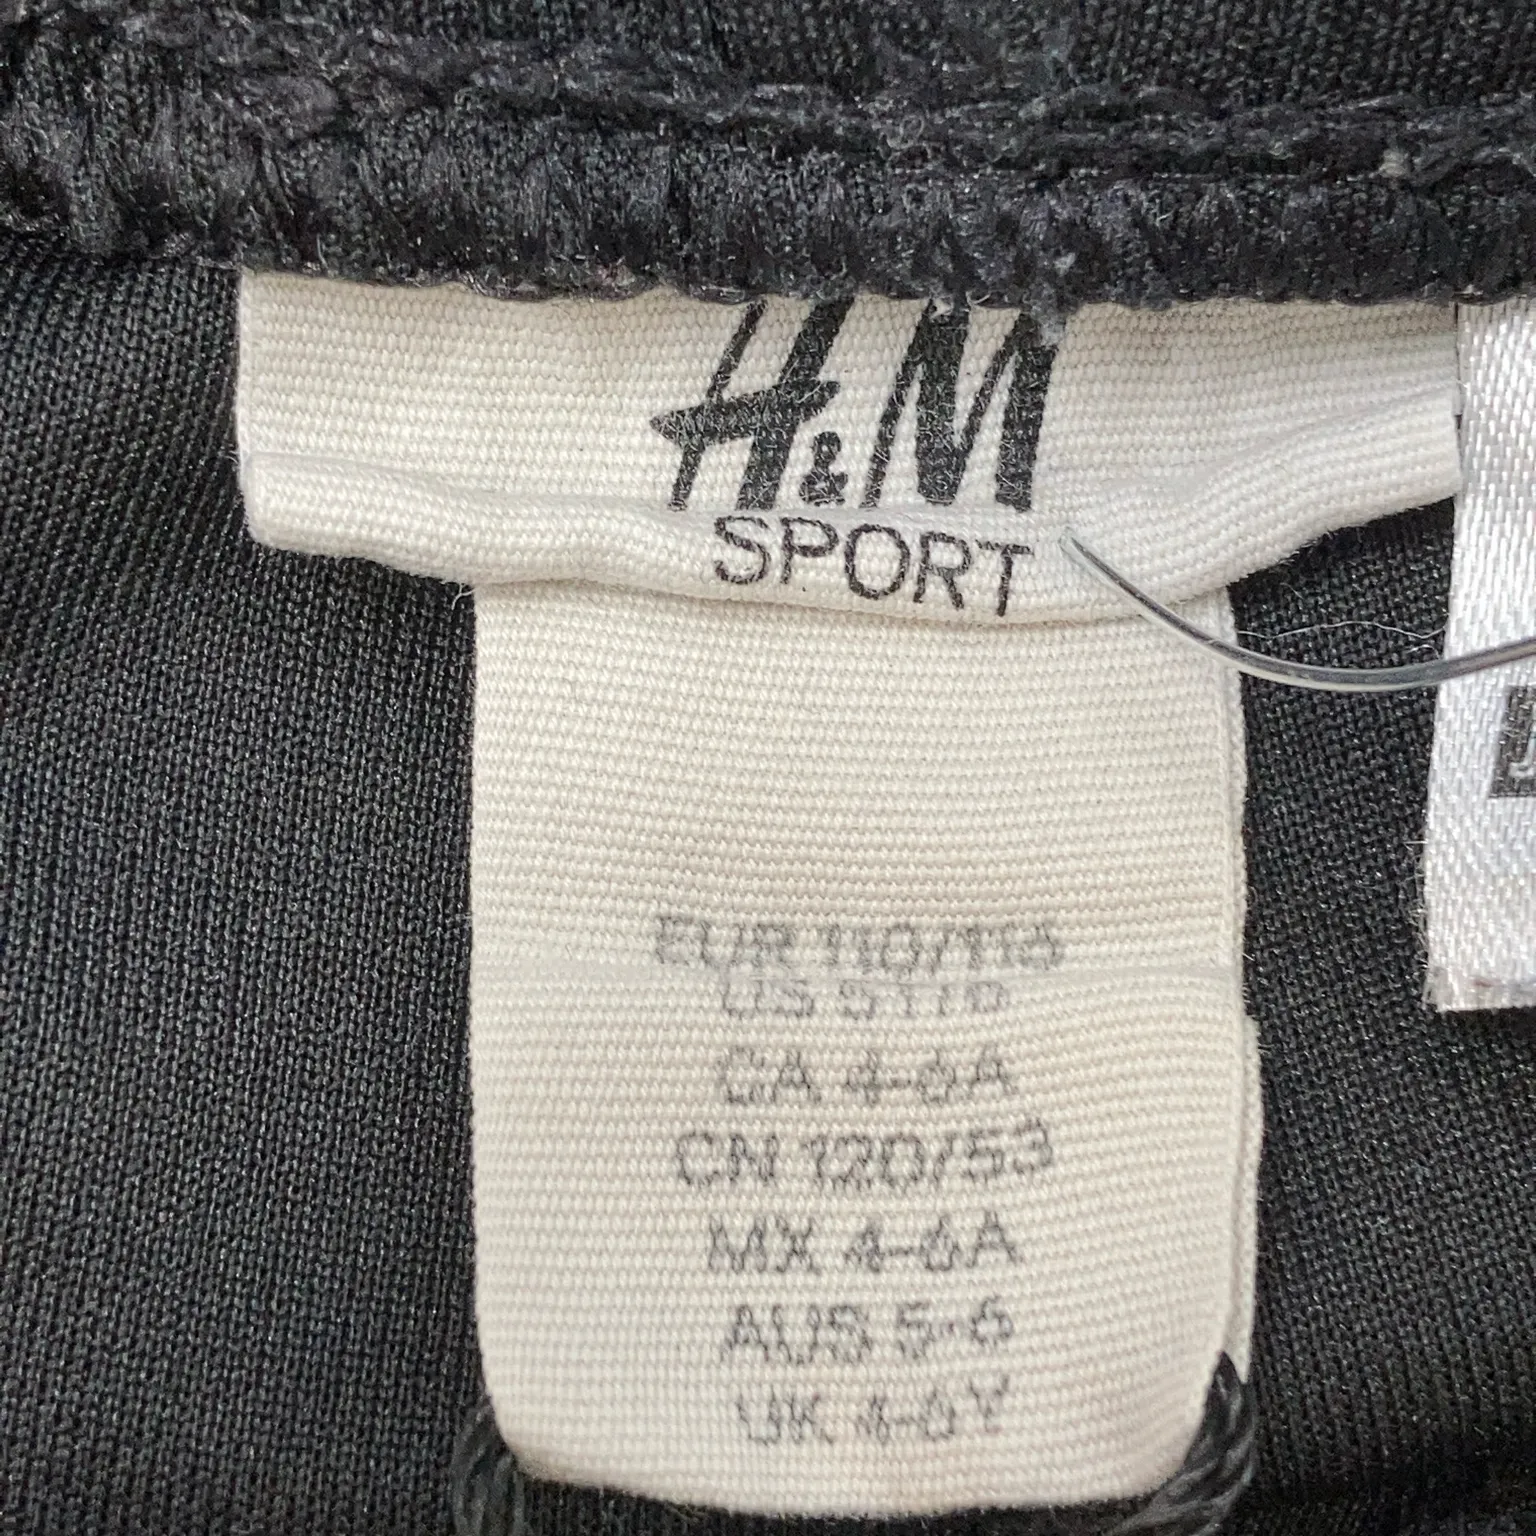 H&M
SPORT
EUR 110/116
US 5T/6
CA 4-6A
CN 120/53
MX 4-6A
AUS 5-6
UK 4-6Y